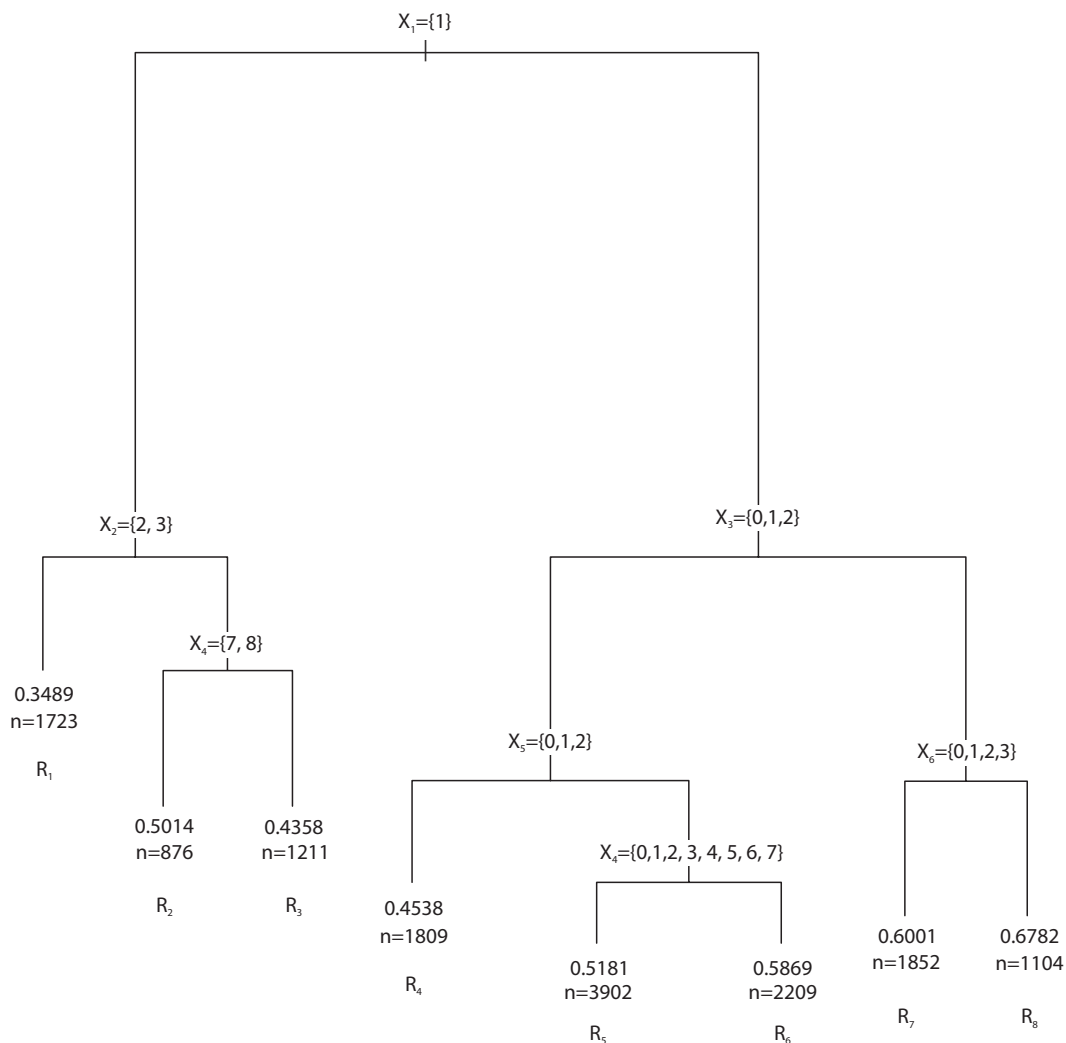 X₁={1}
X₂={2, 3}
X₃={0,1,2}
X₄={7, 8}
0.3489
n=1723
R₁
X₅={0,1,2}
X₆={0,1,2,3}
0.5014
n=876
R₂
0.4358
n=1211
R₃
X₄={0,1,2, 3, 4, 5, 6, 7}
0.4538
n=1809
R₄
0.5181
n=3902
R₅
0.5869
n=2209
R₆
0.6001
n=1852
R₇
0.6782
n=1104
R₈